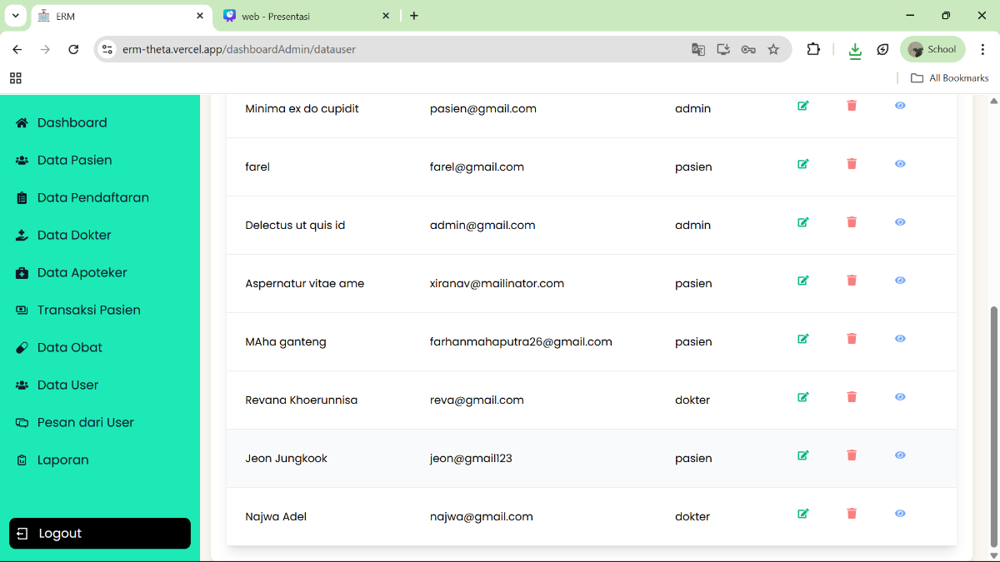 ERM
web - Presentasi
erm-theta.vercel.app/dashboardAdmin/datauser
School
All Bookmarks
Dashboard
Data Pasien
Data Pendaftaran
Data Dokter
Data Apoteker
Transaksi Pasien
Data Obat
Data User
Pesan dari User
Laporan
Logout
Minima ex do cupidit pasien@gmail.com admin
farel farel@gmail.com pasien
Delectus ut quis id admin@gmail.com admin
Aspernatur vitae ame xiranav@mailinator.com pasien
MAha ganteng farhanmahaputra26@gmail.com pasien
Revana Khoerunnisa reva@gmail.com dokter
Jeon Jungkook jeon@gmail123 pasien
Najwa Adel najwa@gmail.com dokter